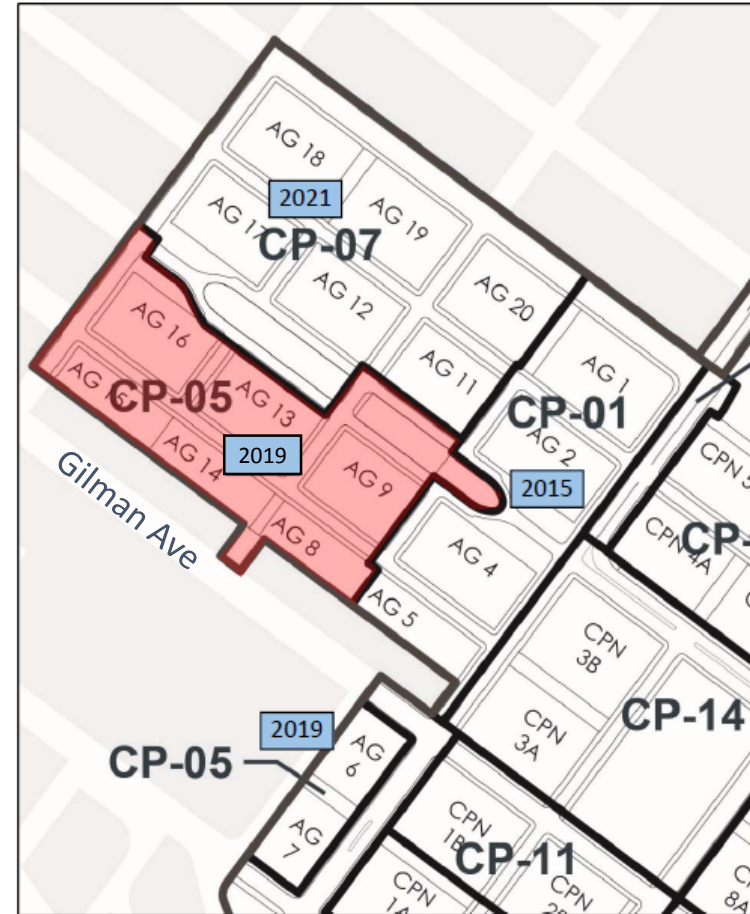 AG 18
2021
AG 17
AG 19
CP-07
AG 12
AG 20
AG 16
AG 11
AG 1
CP-05
AG 13
CP-01
AG 2
AG 14
2019
AG 9
2015
CPN
Gilman Ave
AG 8
AG 4
CPN 4A
CP-
AG 5
CPN
3B
CPN
3A
CP-14
2019
CP-05
AG
6
AG
7
CPN
1B
CP-11
CPN
1A
CPN
8A